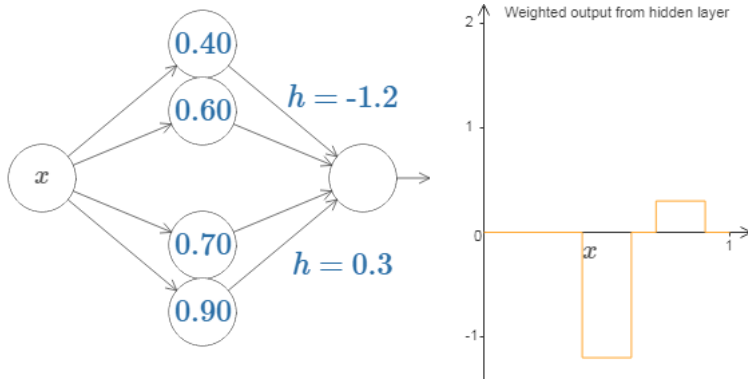 0.40
0.60
h = -1.2
x
0.70
h = 0.3
0.90
Weighted output from hidden layer
2
1
0
x
1
-1